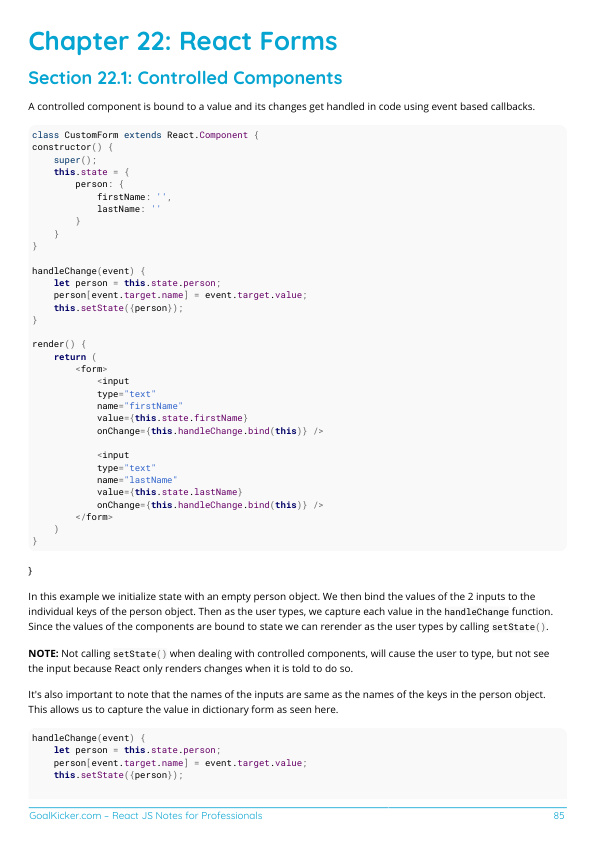 Chapter 22: React Forms
Section 22.1: Controlled Components
A controlled component is bound to a value and its changes get handled in code using event based callbacks.
class CustomForm extends React.Component {
constructor() {
    super();
    this.state = {
        person: {
            firstName: '',
            lastName: ''
        }
    }
}
handleChange(event) {
    let person = this.state.person;
    person[event.target.name] = event.target.value;
    this.setState({person});
}
render() {
    return (
        <form>
            <input
            type="text"
            name="firstName"
            value={this.state.firstName}
            onChange={this.handleChange.bind(this)} />
            <input
            type="text"
            name="lastName"
            value={this.state.lastName}
            onChange={this.handleChange.bind(this)} />
        </form>
    )
}
}
In this example we initialize state with an empty person object. We then bind the values of the 2 inputs to the
individual keys of the person object. Then as the user types, we capture each value in the handleChange function.
Since the values of the components are bound to state we can rerender as the user types by calling setState().
NOTE: Not calling setState() when dealing with controlled components, will cause the user to type, but not see
the input because React only renders changes when it is told to do so.
It's also important to note that the names of the inputs are same as the names of the keys in the person object.
This allows us to capture the value in dictionary form as seen here.
handleChange(event) {
    let person = this.state.person;
    person[event.target.name] = event.target.value;
    this.setState({person});
GoalKicker.com – React JS Notes for Professionals 85